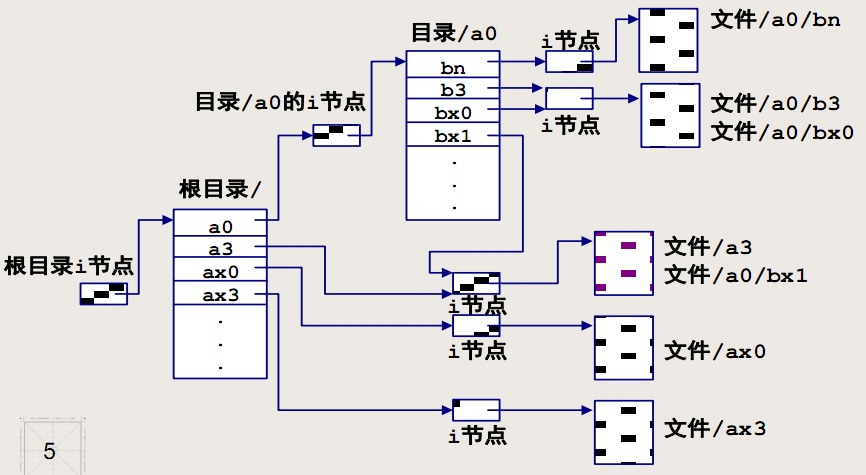 目录/a0
i节点
文件/a0/bn
bn
b3
bx0
bx1
i节点
文件/a0/b3
文件/a0/bx0
目录/a0的i节点
根目录/
a0
a3
ax0
ax3
根目录i节点
i节点
文件/a3
文件/a0/bx1
i节点
文件/ax0
i节点
文件/ax3
5